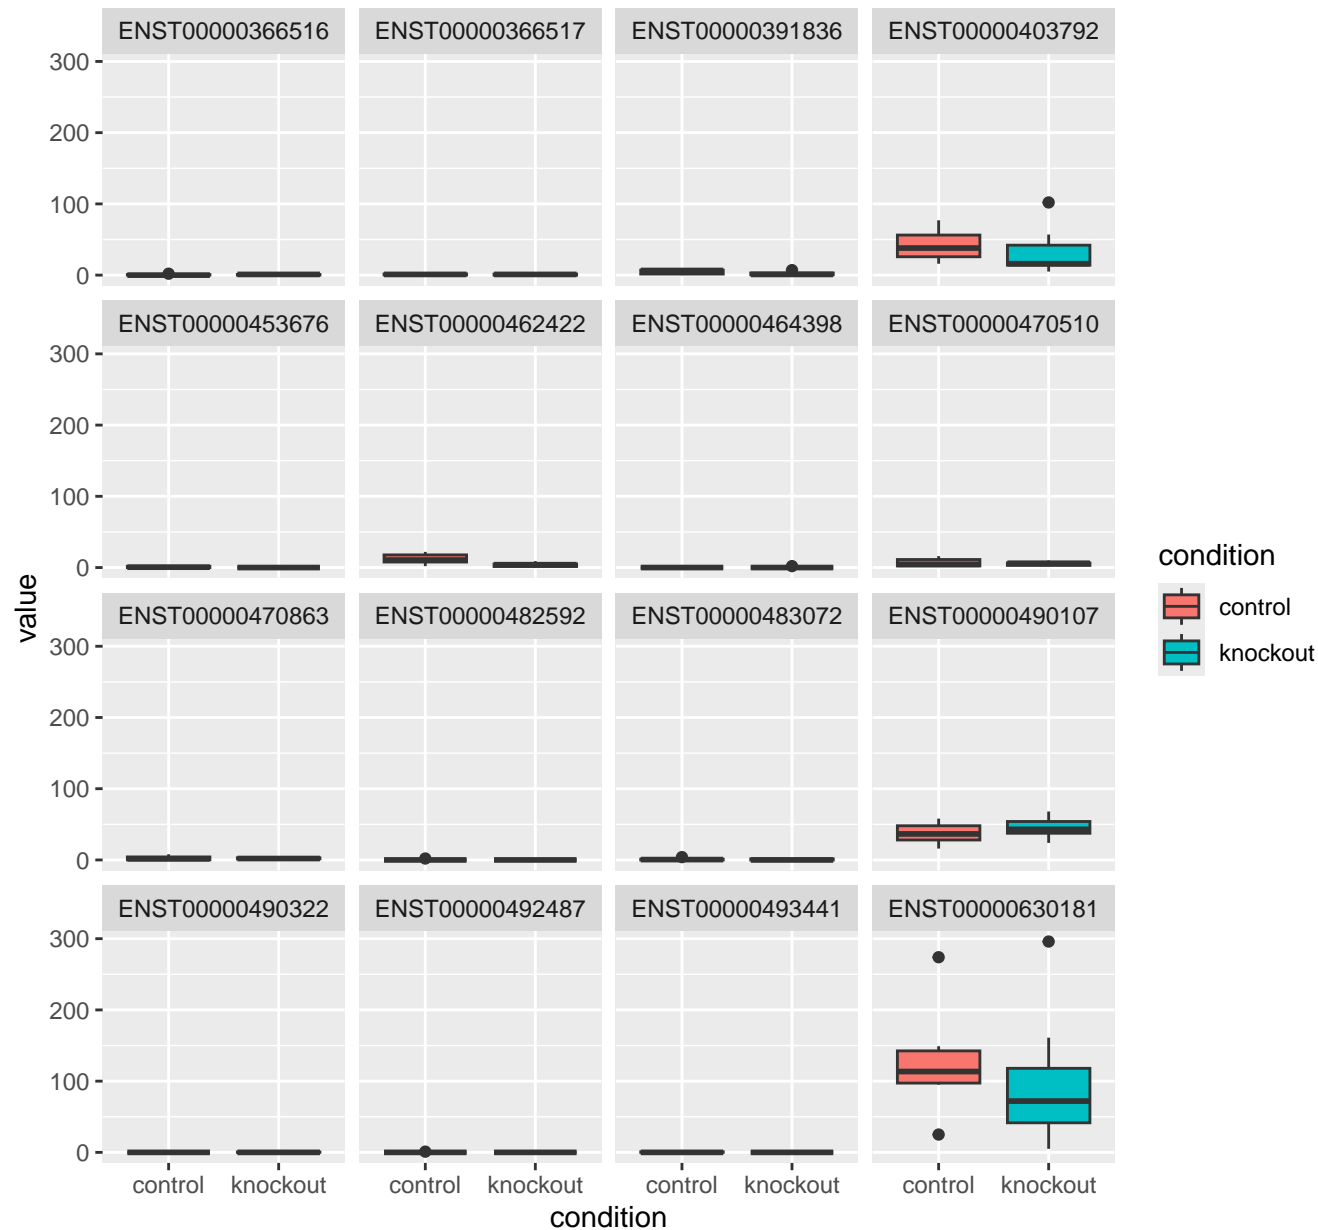 ENST00000366516 ENST00000366517 ENST00000391836 ENST00000403792
300
200
100
0
ENST00000453676 ENST00000462422 ENST00000464398 ENST00000470510
300
200
100
0
ENST00000470863 ENST00000482592 ENST00000483072 ENST00000490107
300
200
100
0
ENST00000490322 ENST00000492487 ENST00000493441 ENST00000630181
300
200
100
0
control knockout control knockout control knockout control knockout
condition
value
condition
control
knockout